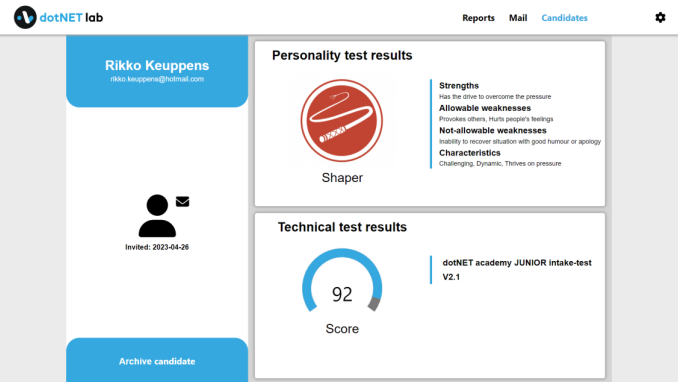 dotNET lab
Reports Mail Candidates
Rikko Keuppens
rikko.keuppens@hotmail.com
Invited: 2023-04-26
Archive candidate
Personality test results
Shaper
Strengths
Has the drive to overcome the pressure
Allowable weaknesses
Provokes others, Hurts people's feelings
Not-allowable weaknesses
Inability to recover situation with good humour or apology
Characteristics
Challenging, Dynamic, Thrives on pressure
Technical test results
92
Score
dotNET academy JUNIOR intake-test
V2.1